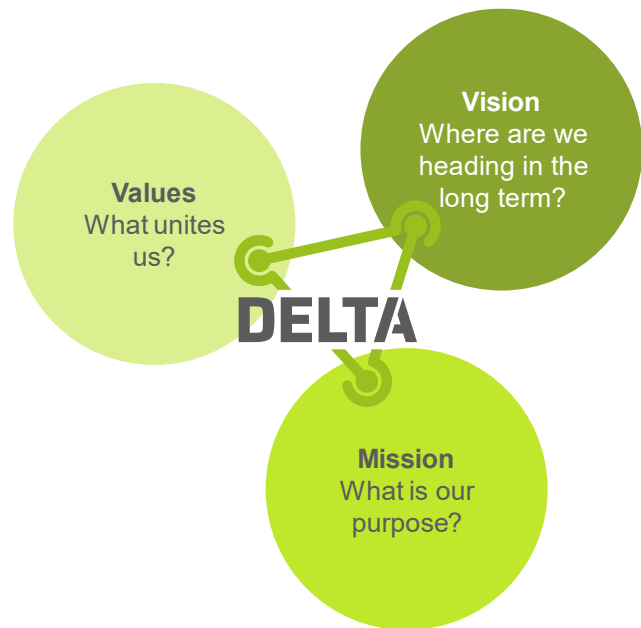 Vision
Where are we
heading in the
long term?
Values
What unites
us?
DELTA
Mission
What is our
purpose?